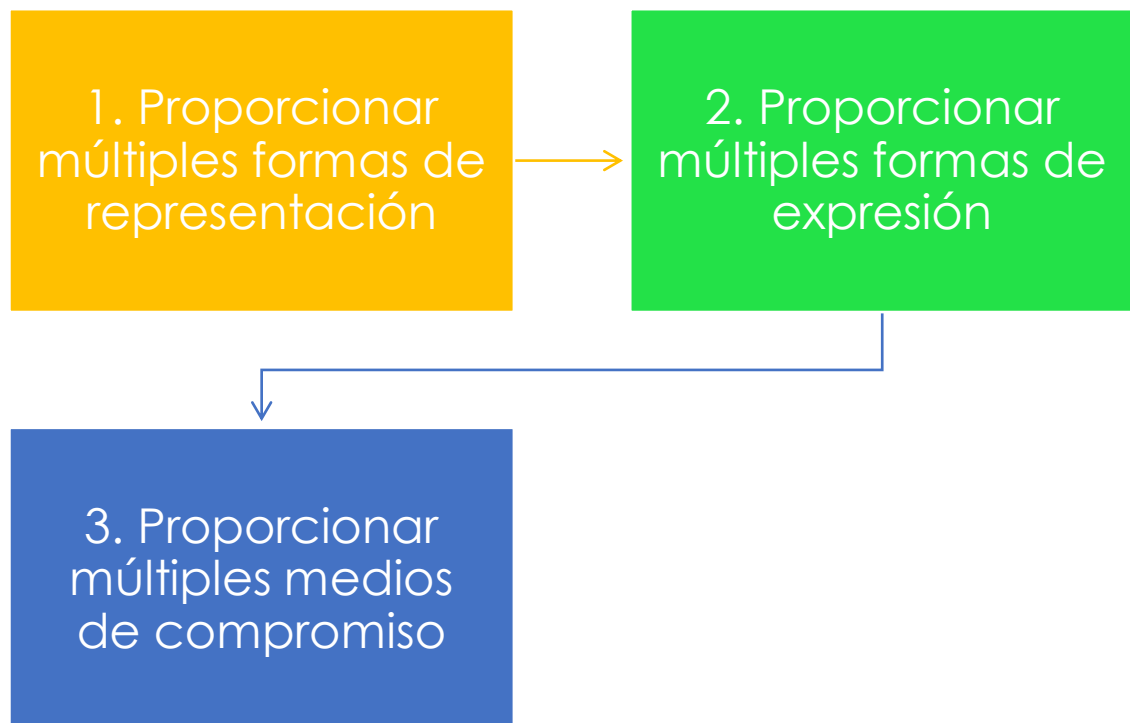 1. Proporcionar
múltiples formas de
representación
2. Proporcionar
múltiples formas de
expresión
3. Proporcionar
múltiples medios
de compromiso